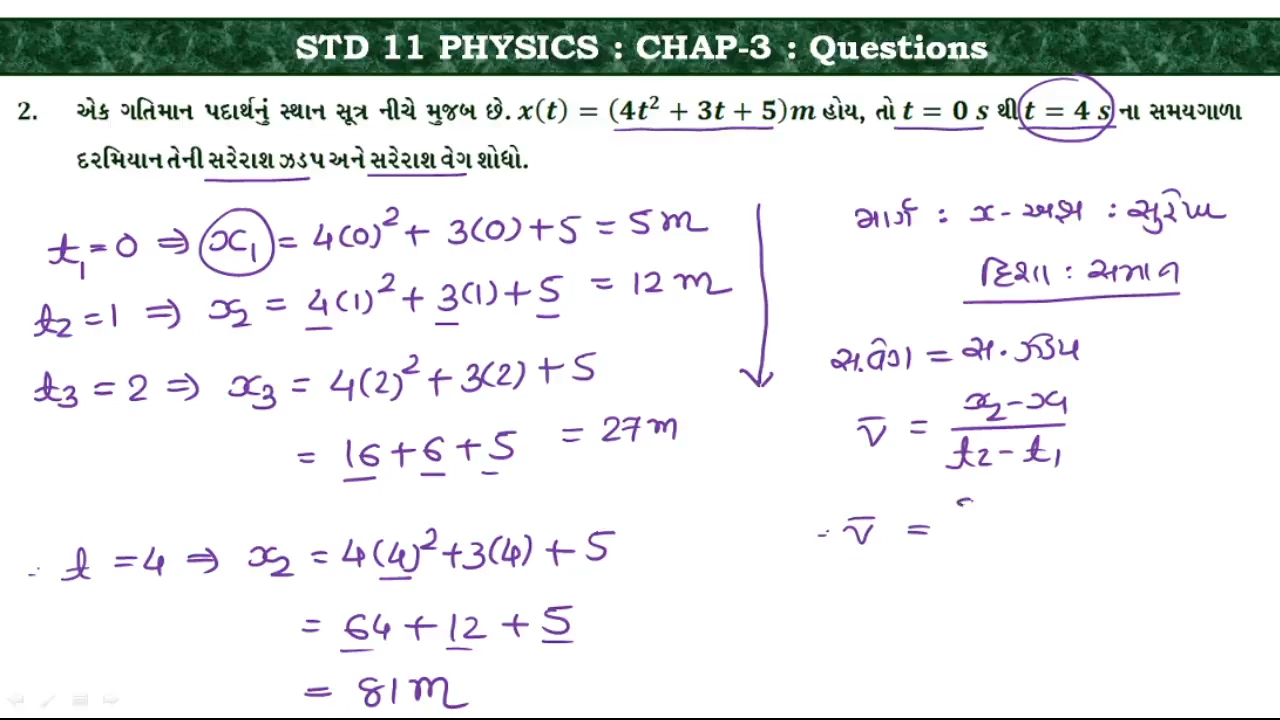 STD 11 PHYSICS : CHAP-3 : Questions
2. એક ગતિમાન પદાર્થનું સ્થાન સૂત્ર નીચે મુજબ છે. x(t) = (4t² + 3t + 5)m હોય, તો t = 0 s થી t = 4 s ના સમયગાળા
દરમિયાન તેની સરેરાશ ઝડપ અને સરેરાશ વેગ શોધો.
t₁ = 0 ⇒ x₁ = 4(0)² + 3(0) + 5 = 5m
t₂ = 1 ⇒ x₂ = 4(1)² + 3(1) + 5 = 12 m
t₃ = 2 ⇒ x₃ = 4(2)² + 3(2) + 5
= 16 + 6 + 5 = 27m
∴ t = 4 ⇒ x₂ = 4(4)² + 3(4) + 5
= 64 + 12 + 5
= 81m
માર્ગ : x - અક્ષ : સુરેખ
દિશા : સમાન
સ.વેગ = સ. ઝડપ
v̅ = x₂ - x₁
t₂ - t₁
∴ v̅ =